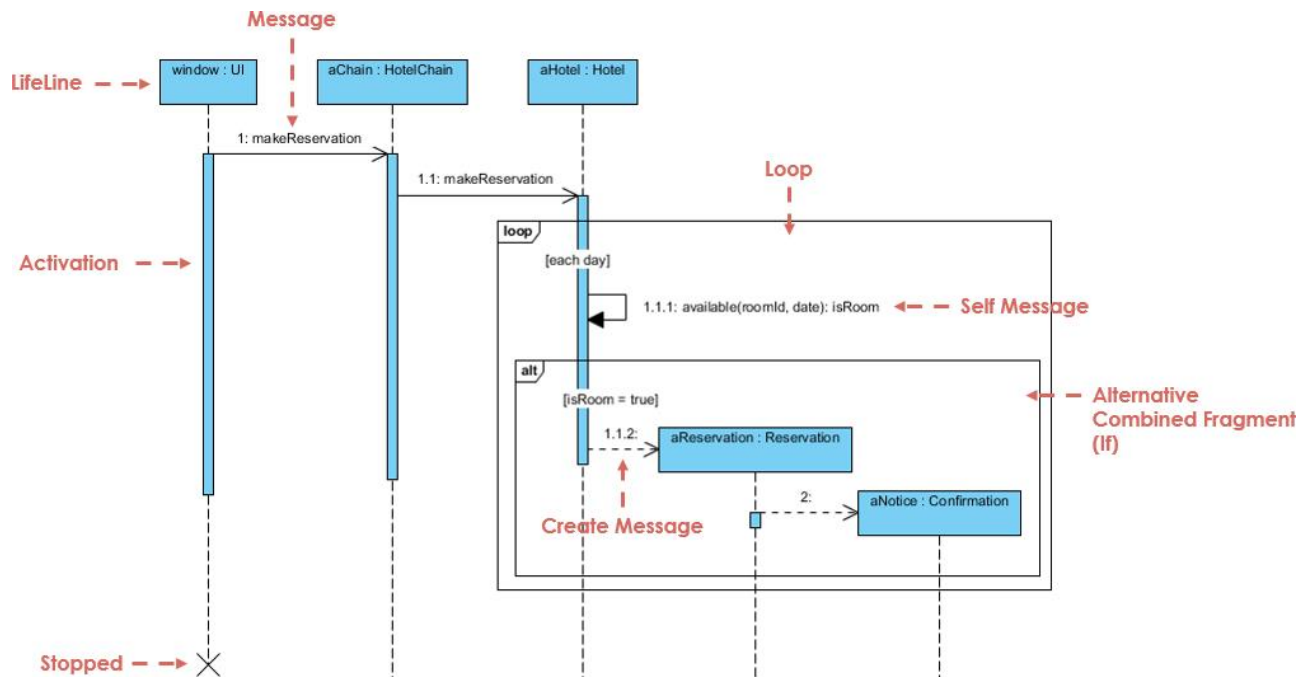 Message
LifeLine
window : UI
aChain : HotelChain
aHotel : Hotel
1: makeReservation
1.1: makeReservation
Loop
loop
Activation
[each day]
1.1.1: available(roomId, date): isRoom
Self Message
alt
[isRoom = true]
Alternative
Combined Fragment
(If)
1.1.2:
aReservation : Reservation
2:
aNotice : Confirmation
Create Message
Stopped